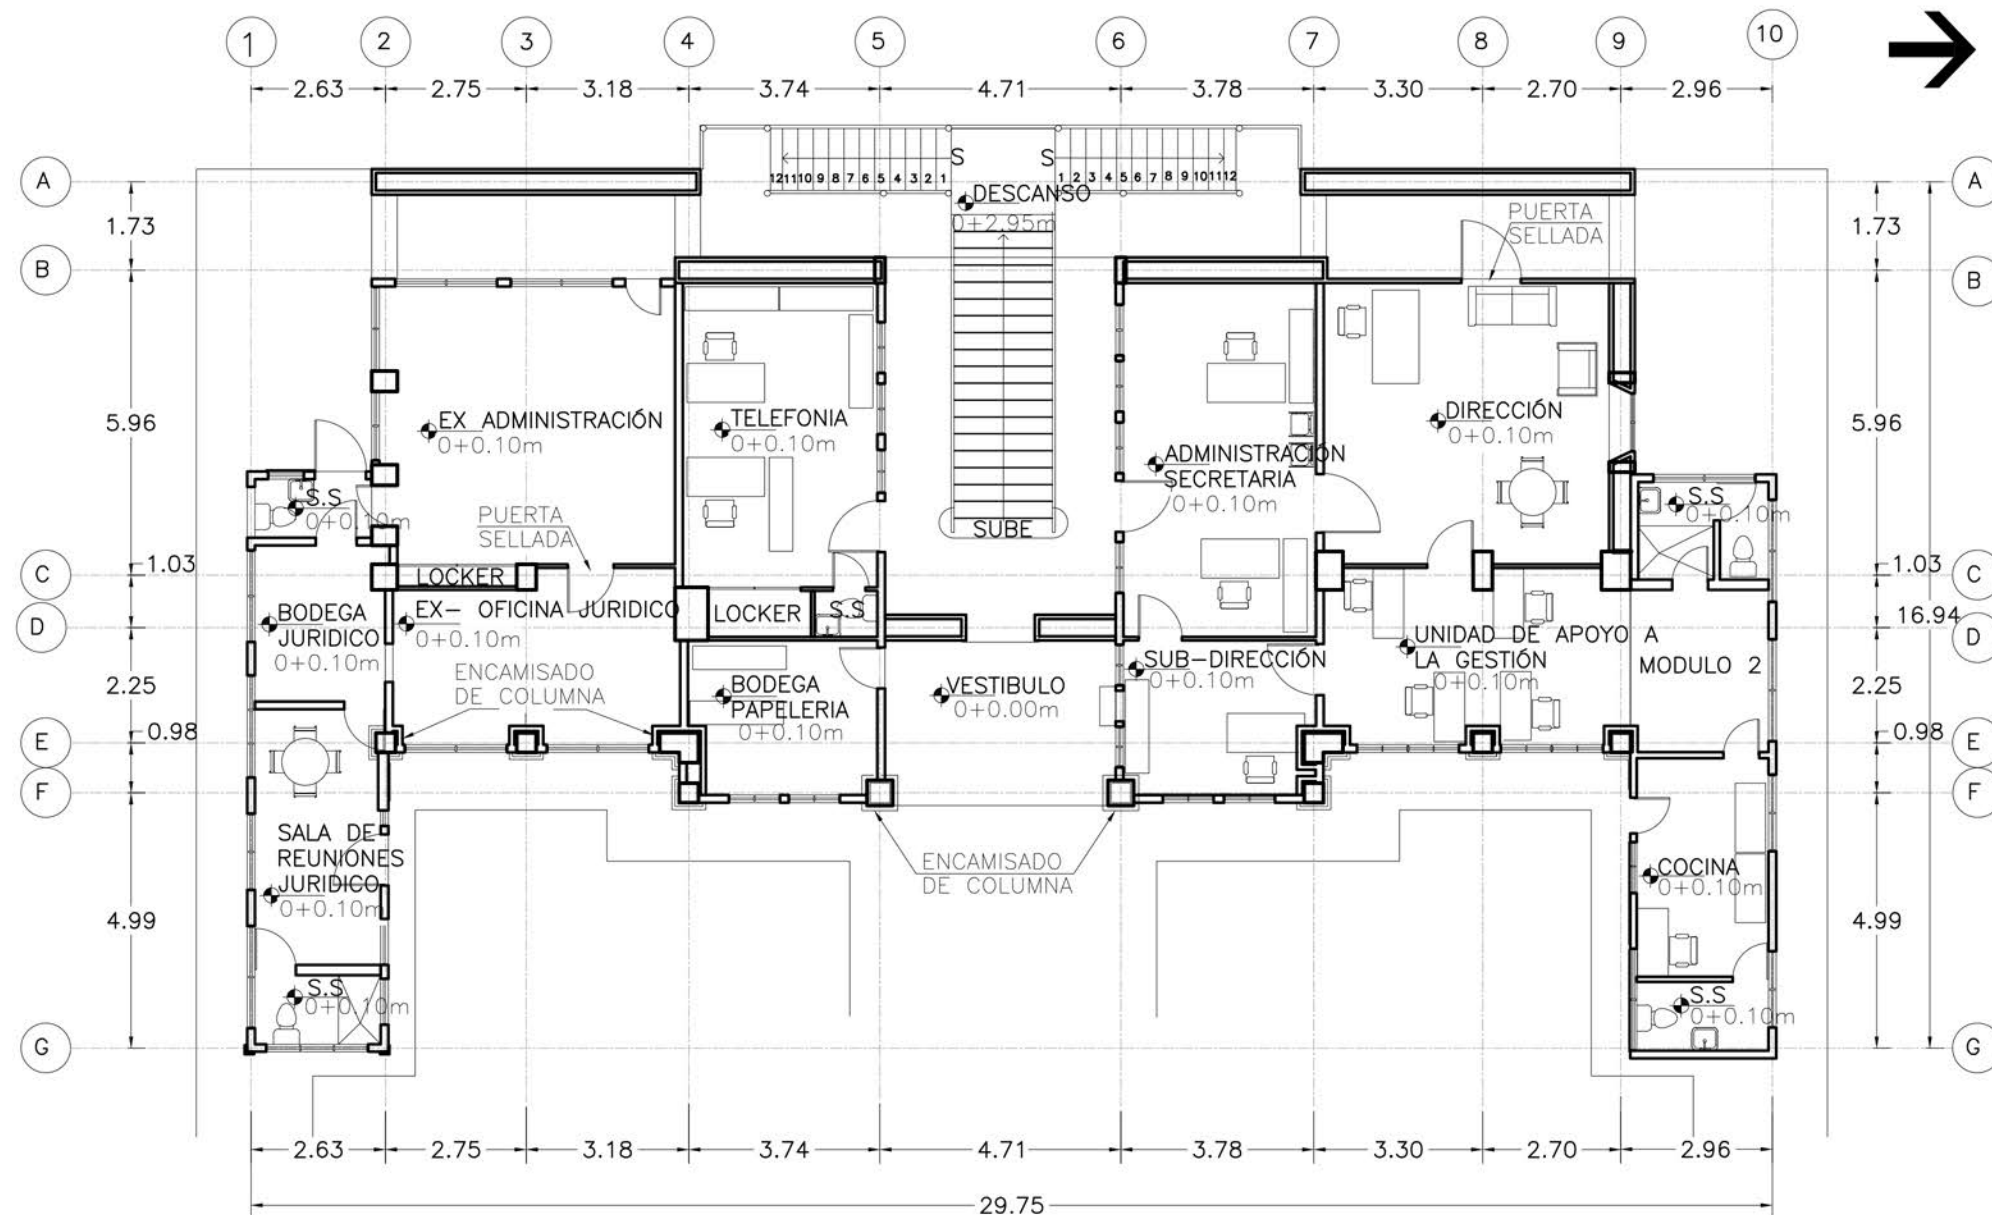 1 2 3 4 5 6 7 8 9 10
2.63 2.75 3.18 3.74 4.71 3.78 3.30 2.70 2.96
S S
12 11 10 9 8 7 6 5 4 3 2 1
1 2 3 4 5 6 7 8 9 10 11 12
A A
DESCANSO
0+2.95m
PUERTA
SELLADA
1.73 1.73
B B
EX ADMINISTRACIÓN
0+0.10m
TELEFONIA
0+0.10m
DIRECCIÓN
0+0.10m
5.96 5.96
ADMINISTRACIÓN
SECRETARIA
0+0.10m
S.S
0+0.10m
S.S
0+0.10m
PUERTA
SELLADA
SUBE
1.03 1.03
C C
LOCKER
BODEGA
JURIDICO
0+0.10m
EX- OFICINA JURIDICO
0+0.10m
LOCKER
S.S
16.94
D D
UNIDAD DE APOYO A
LA GESTIÓN
0+0.10m
MODULO 2
SUB-DIRECCIÓN
0+0.10m
ENCAMISADO
DE COLUMNA
2.25 2.25
BODEGA
PAPELERIA
0+0.10m
VESTIBULO
0+0.00m
0.98 0.98
E E
F F
SALA DE
REUNIONES
JURIDICO
0+0.10m
ENCAMISADO
DE COLUMNA
COCINA
0+0.10m
4.99 4.99
S.S
0+0.10m
S.S
0+0.10m
G G
2.63 2.75 3.18 3.74 4.71 3.78 3.30 2.70 2.96
29.75